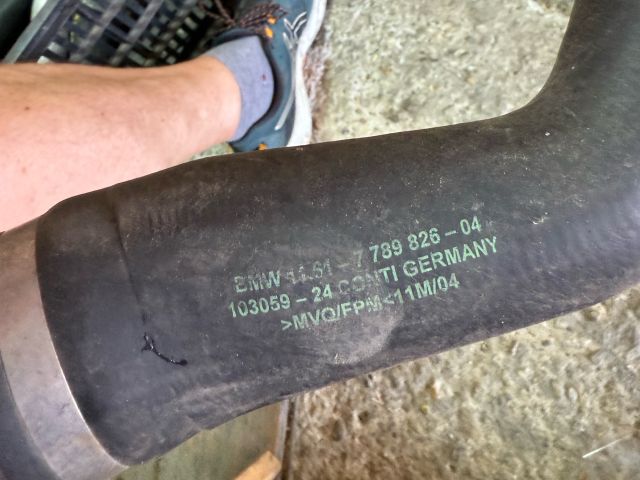 BMW 11.61 - 7 789 826 - 04
103059 - 24 CONTI GERMANY
>MVQ/FPM<11M/04